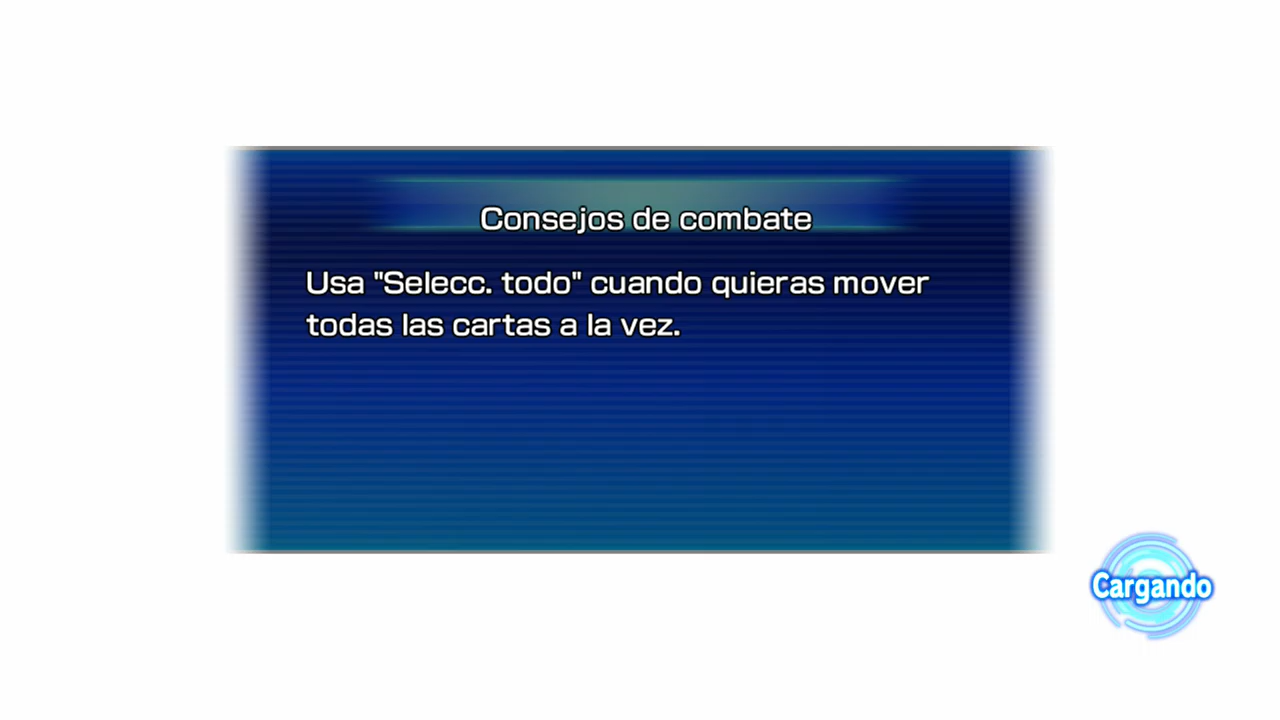 Consejos de combate
Usa "Selecc. todo" cuando quieras mover
todas las cartas a la vez.
Cargando